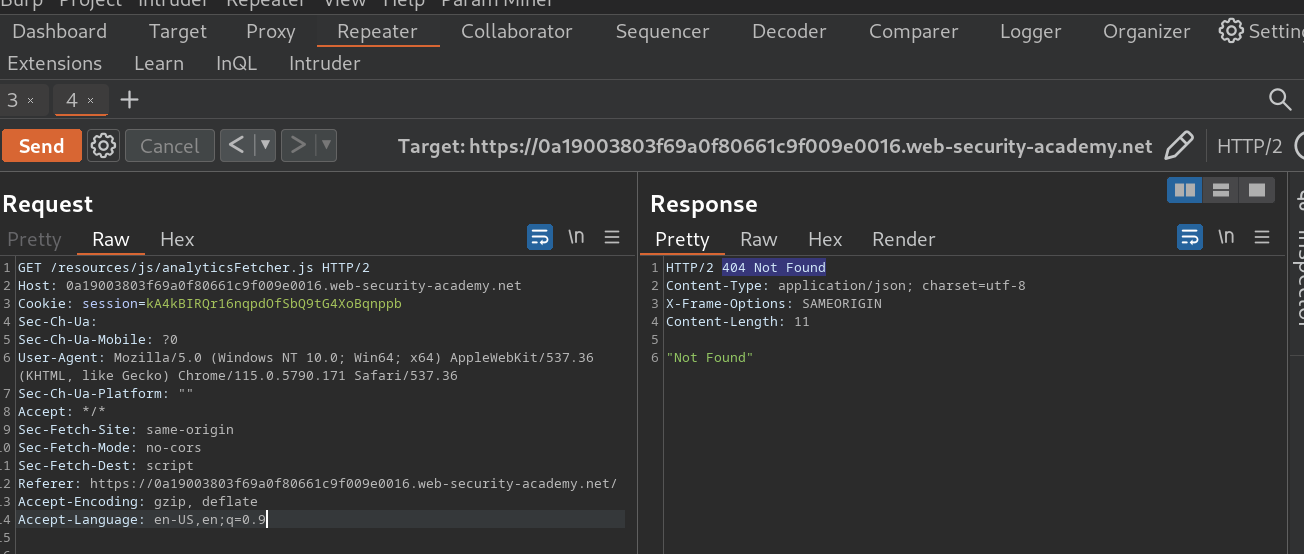 Burp Project Intruder Repeater View Help Param Miner
Dashboard Target Proxy Repeater Collaborator Sequencer Decoder Comparer Logger Organizer Settin
Extensions Learn InQL Intruder
3 × 4 × +
Send Cancel < > Target: https://0a19003803f69a0f80661c9f009e0016.web-security-academy.net HTTP/2
Request
Pretty Raw Hex \n
1 GET /resources/js/analyticsFetcher.js HTTP/2
2 Host: 0a19003803f69a0f80661c9f009e0016.web-security-academy.net
3 Cookie: session=kA4kBIRQr16nqpdOfSbQ9tG4XoBqnppb
4 Sec-Ch-Ua:
5 Sec-Ch-Ua-Mobile: ?0
6 User-Agent: Mozilla/5.0 (Windows NT 10.0; Win64; x64) AppleWebKit/537.36
(KHTML, like Gecko) Chrome/115.0.5790.171 Safari/537.36
7 Sec-Ch-Ua-Platform: ""
8 Accept: */*
9 Sec-Fetch-Site: same-origin
10 Sec-Fetch-Mode: no-cors
11 Sec-Fetch-Dest: script
12 Referer: https://0a19003803f69a0f80661c9f009e0016.web-security-academy.net/
13 Accept-Encoding: gzip, deflate
14 Accept-Language: en-US,en;q=0.9
15
Response
Pretty Raw Hex Render \n
1 HTTP/2 404 Not Found
2 Content-Type: application/json; charset=utf-8
3 X-Frame-Options: SAMEORIGIN
4 Content-Length: 11
5
6 "Not Found"
Inspector